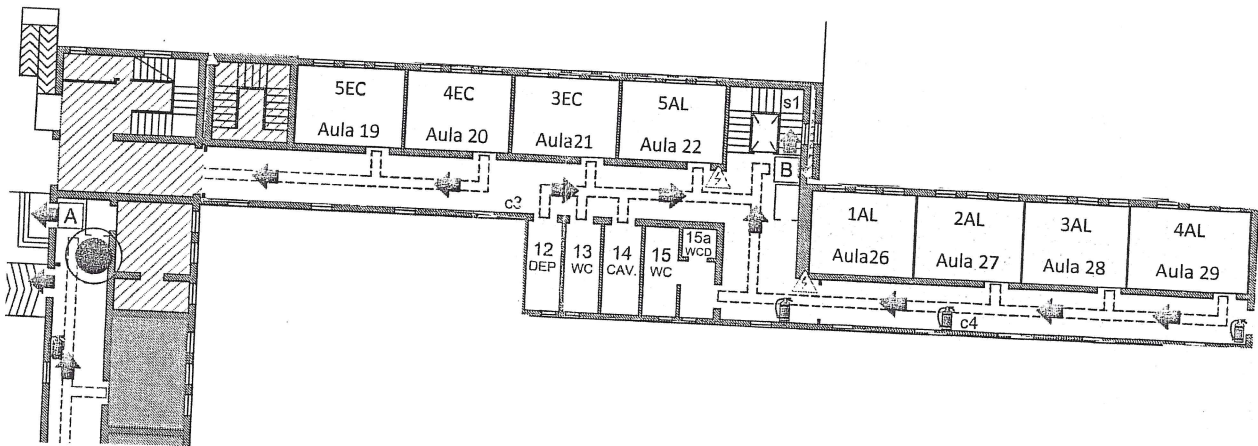 5EC
Aula 19
4EC
Aula 20
3EC
Aula21
5AL
Aula 22
s1
B
c3
A
12
DEP
13
WC
14
CAV.
15
WC
15a
WCD
1AL
Aula26
2AL
Aula 27
3AL
Aula 28
4AL
Aula 29
c4